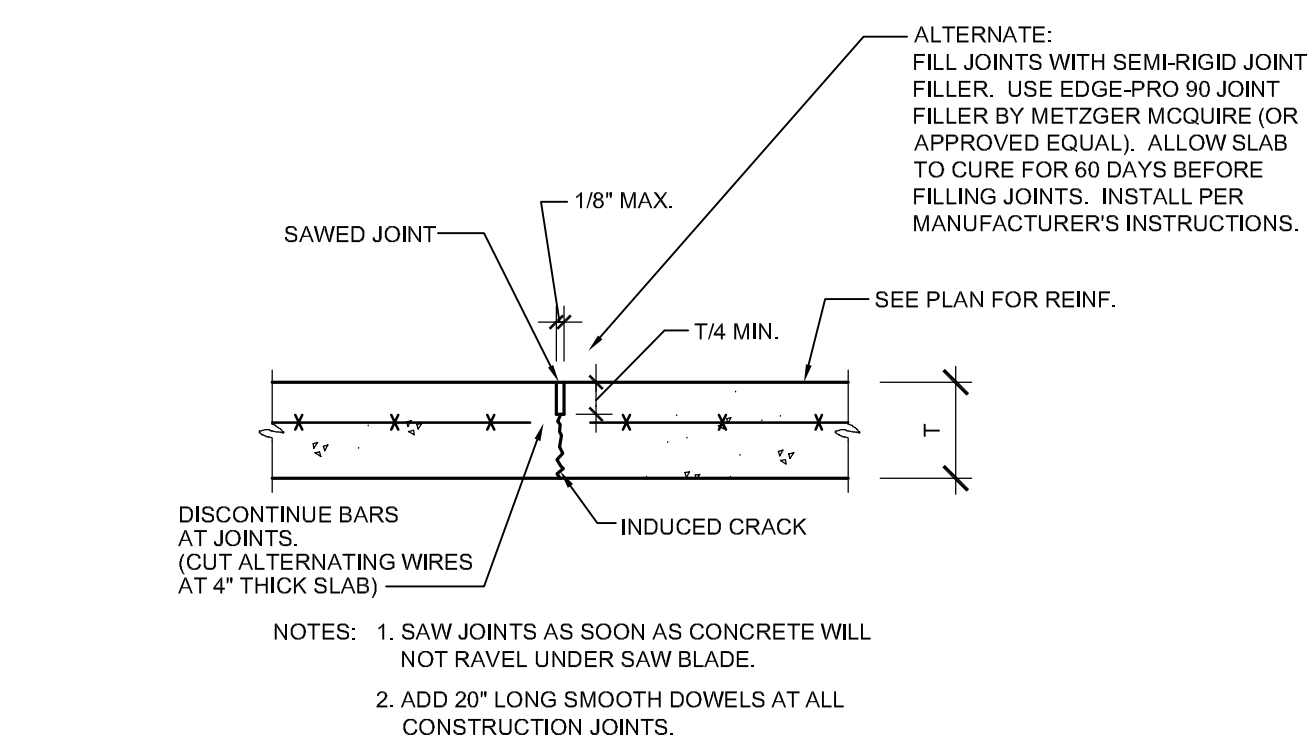 ALTERNATE:
FILL JOINTS WITH SEMI-RIGID JOINT
FILLER. USE EDGE-PRO 90 JOINT
FILLER BY METZGER MCQUIRE (OR
APPROVED EQUAL). ALLOW SLAB
TO CURE FOR 60 DAYS BEFORE
FILLING JOINTS. INSTALL PER
MANUFACTURER'S INSTRUCTIONS.
1/8" MAX.
SAWED JOINT
SEE PLAN FOR REINF.
T/4 MIN.
T
DISCONTINUE BARS
AT JOINTS.
(CUT ALTERNATING WIRES
AT 4" THICK SLAB)
INDUCED CRACK
NOTES: 1. SAW JOINTS AS SOON AS CONCRETE WILL
NOT RAVEL UNDER SAW BLADE.
2. ADD 20" LONG SMOOTH DOWELS AT ALL
CONSTRUCTION JOINTS.